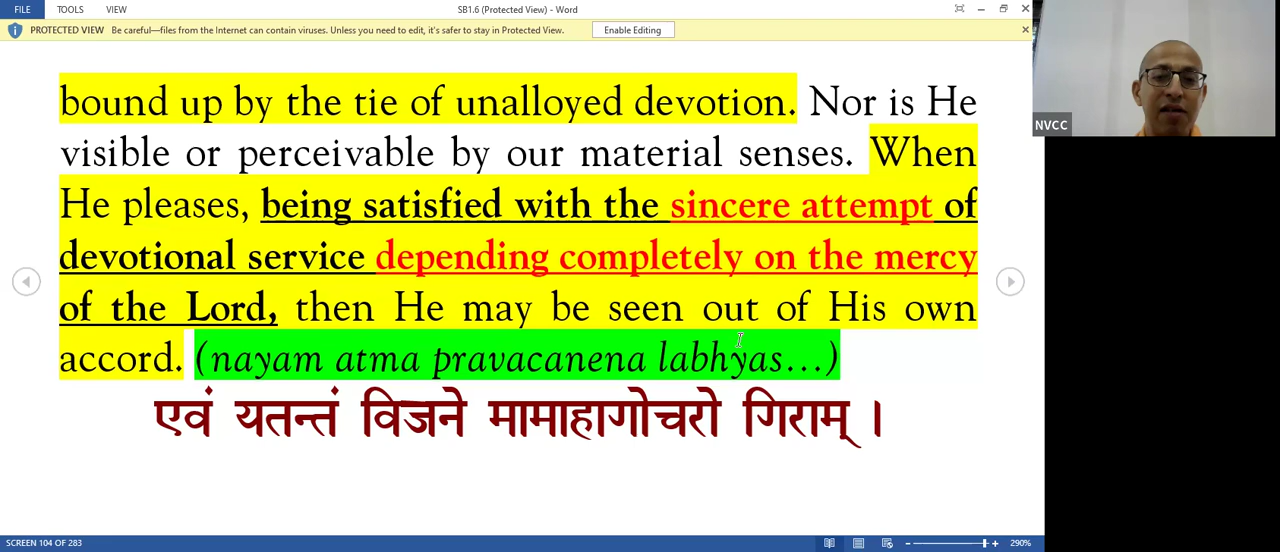 FILE TOOLS VIEW SB1.6 (Protected View) - Word
PROTECTED VIEW Be careful—files from the Internet can contain viruses. Unless you need to edit, it's safer to stay in Protected View. Enable Editing
bound up by the tie of unalloyed devotion. Nor is He
visible or perceivable by our material senses. When
He pleases, being satisfied with the sincere attempt of
devotional service depending completely on the mercy
of the Lord, then He may be seen out of His own
accord. (nayam atma pravacanena labhyas...)
एवं यतन्तं विजने मामाहागोचरो गिराम् ।
NVCC
SCREEN 104 OF 283 290%